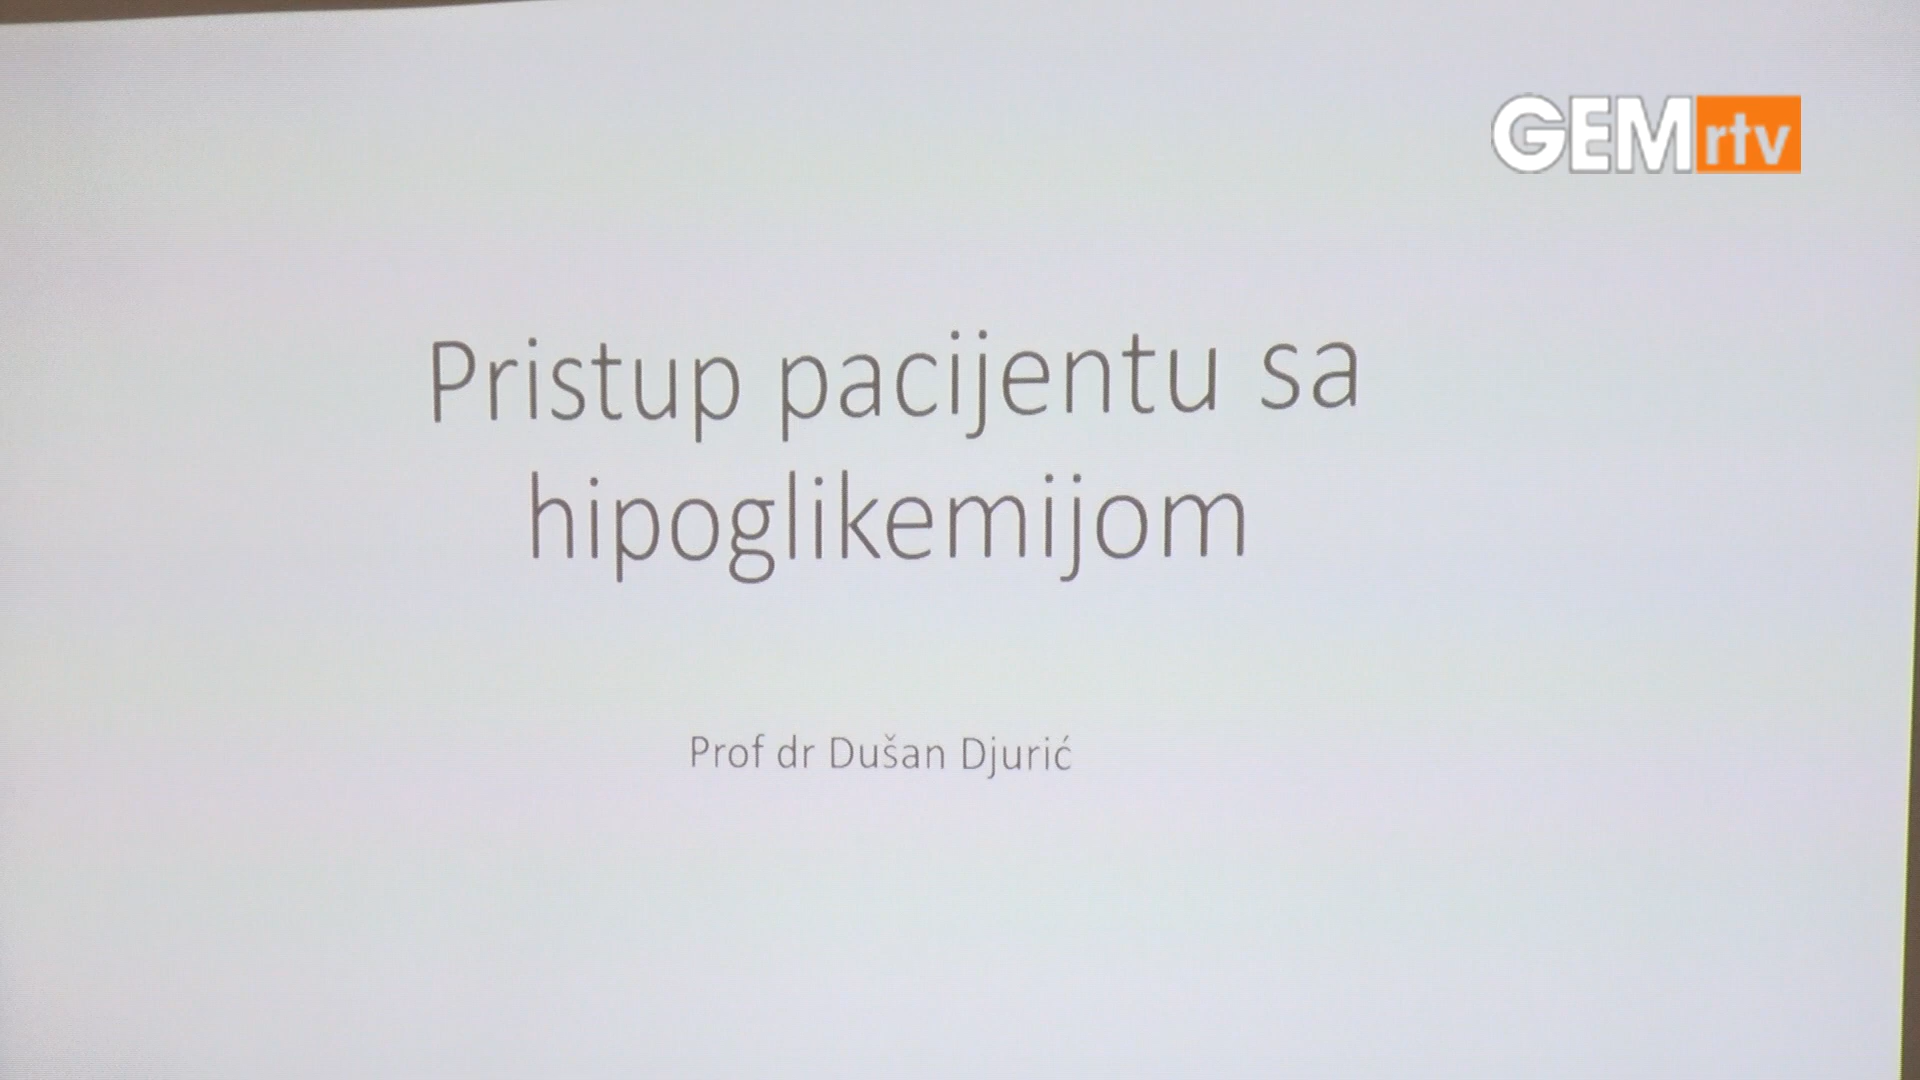 GEMrtv
Pristup pacijentu sa
hipoglikemijom
Prof dr Dušan Djurić